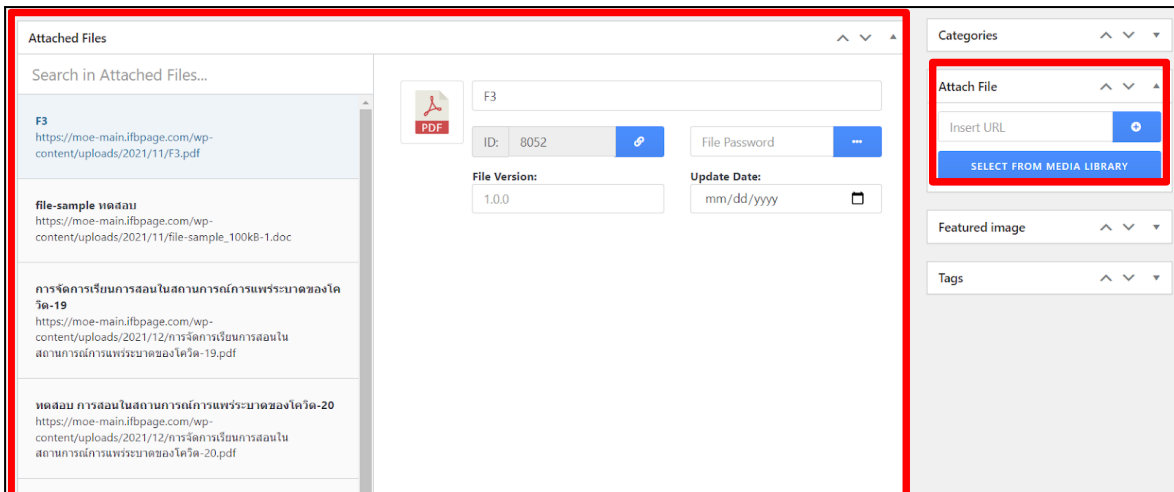 Attached Files
Search in Attached Files...
F3
https://moe-main.ifbpage.com/wp-
content/uploads/2021/11/F3.pdf
file-sample ทดสอบ
https://moe-main.ifbpage.com/wp-
content/uploads/2021/11/file-sample_100kB-1.doc
การจัดการเรียนการสอนในสถานการณ์การแพร่ระบาดของโค
วิด-19
https://moe-main.ifbpage.com/wp-
content/uploads/2021/12/การจัดการเรียนการสอนใน
สถานการณ์การแพร่ระบาดของโควิด-19.pdf
ทดสอบ การสอนในสถานการณ์การแพร่ระบาดของโควิด-20
https://moe-main.ifbpage.com/wp-
content/uploads/2021/12/การจัดการเรียนการสอนใน
สถานการณ์การแพร่ระบาดของโควิด-20.pdf
PDF
F3
ID: 8052
File Password
File Version:
Update Date:
1.0.0
mm/dd/yyyy
Categories
Attach File
Insert URL
SELECT FROM MEDIA LIBRARY
Featured image
Tags